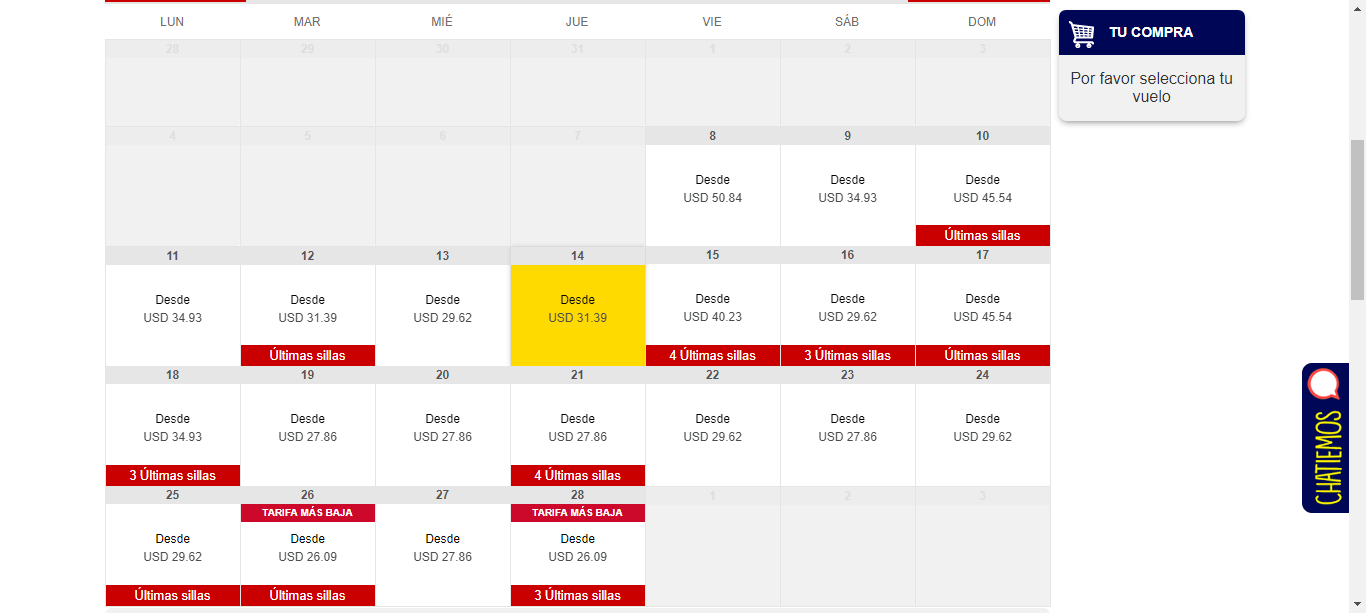 LUN MAR MIÉ JUE VIE SÁB DOM
TU COMPRA
Por favor selecciona tu
vuelo
28 29 30 31 1 2 3
4 5 6 7 8 9 10
Desde Desde Desde
USD 50.84 USD 34.93 USD 45.54
Últimas sillas
11 12 13 14 15 16 17
Desde Desde Desde Desde Desde Desde Desde
USD 34.93 USD 31.39 USD 29.62 USD 31.39 USD 40.23 USD 29.62 USD 45.54
Últimas sillas 4 Últimas sillas 3 Últimas sillas Últimas sillas
18 19 20 21 22 23 24
Desde Desde Desde Desde Desde Desde Desde
USD 34.93 USD 27.86 USD 27.86 USD 27.86 USD 29.62 USD 27.86 USD 29.62
3 Últimas sillas 4 Últimas sillas
25 26 27 28 1 2 3
TARIFA MÁS BAJA TARIFA MÁS BAJA
Desde Desde Desde Desde
USD 29.62 USD 26.09 USD 27.86 USD 26.09
Últimas sillas Últimas sillas 3 Últimas sillas
CHATIEMOS